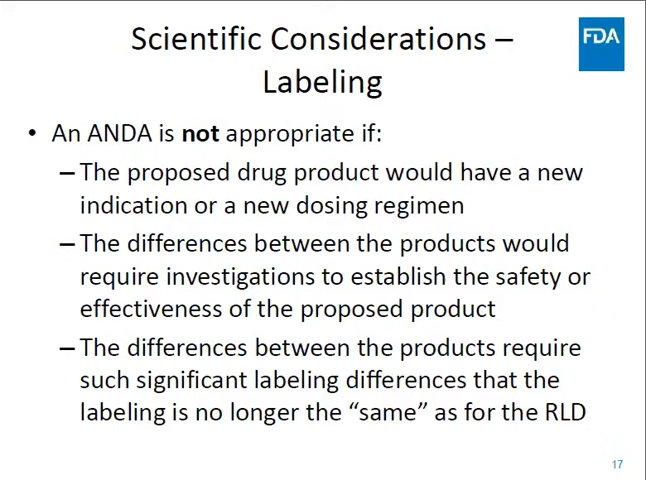 Scientific Considerations –
Labeling
FDA
• An ANDA is not appropriate if:
– The proposed drug product would have a new
indication or a new dosing regimen
– The differences between the products would
require investigations to establish the safety or
effectiveness of the proposed product
– The differences between the products require
such significant labeling differences that the
labeling is no longer the “same” as for the RLD
17